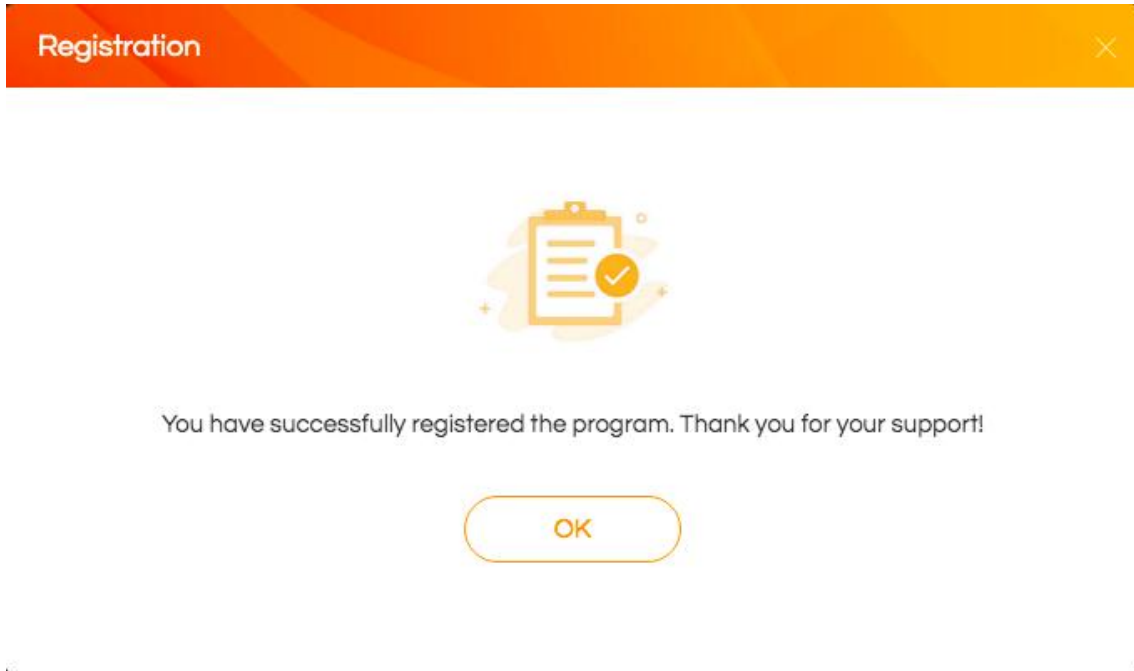 Registration
You have successfully registered the program. Thank you for your support!
OK